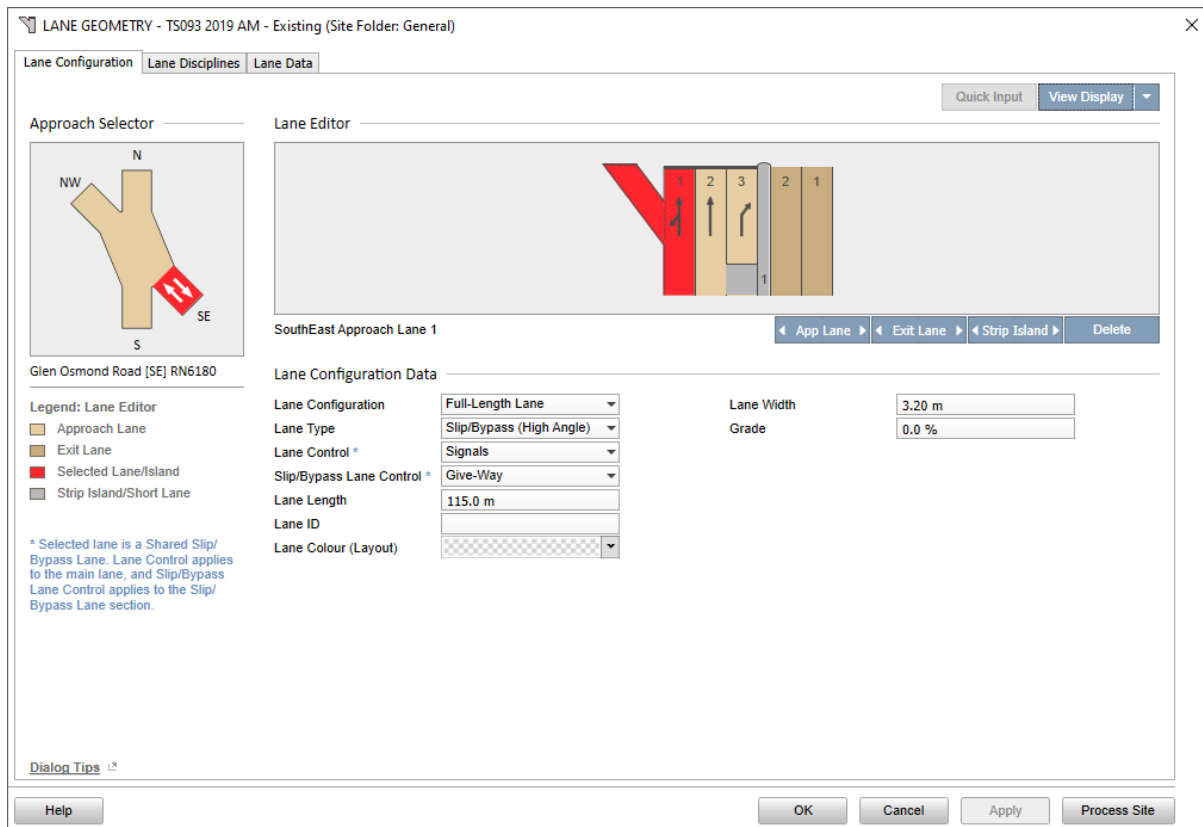 LANE GEOMETRY - TS093 2019 AM - Existing (Site Folder: General)
Lane Configuration
Lane Disciplines
Lane Data
Quick Input
View Display
Approach Selector
N
NW
SE
S
Glen Osmond Road [SE] RN6180
Legend: Lane Editor
Approach Lane
Exit Lane
Selected Lane/Island
Strip Island/Short Lane
* Selected lane is a Shared Slip/
Bypass Lane. Lane Control applies
to the main lane, and Slip/Bypass
Lane Control applies to the Slip/
Bypass Lane section.
Lane Editor
1 2 3 2 1
1
SouthEast Approach Lane 1
App Lane
Exit Lane
Strip Island
Delete
Lane Configuration Data
Lane Configuration Full-Length Lane
Lane Type Slip/Bypass (High Angle)
Lane Control * Signals
Slip/Bypass Lane Control * Give-Way
Lane Length 115.0 m
Lane ID
Lane Colour (Layout)
Lane Width 3.20 m
Grade 0.0 %
Dialog Tips
Help
OK
Cancel
Apply
Process Site